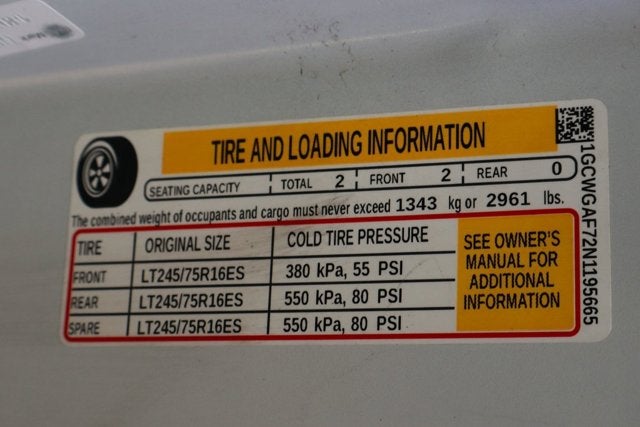 TIRE AND LOADING INFORMATION
SEATING CAPACITY TOTAL 2 FRONT 2 REAR 0
The combined weight of occupants and cargo must never exceed 1343 kg or 2961 lbs.
TIRE ORIGINAL SIZE COLD TIRE PRESSURE
FRONT LT245/75R16ES 380 kPa, 55 PSI
REAR LT245/75R16ES 550 kPa, 80 PSI
SPARE LT245/75R16ES 550 kPa, 80 PSI
SEE OWNER'S
MANUAL FOR
ADDITIONAL
INFORMATION
1GCWGAF72N1195665